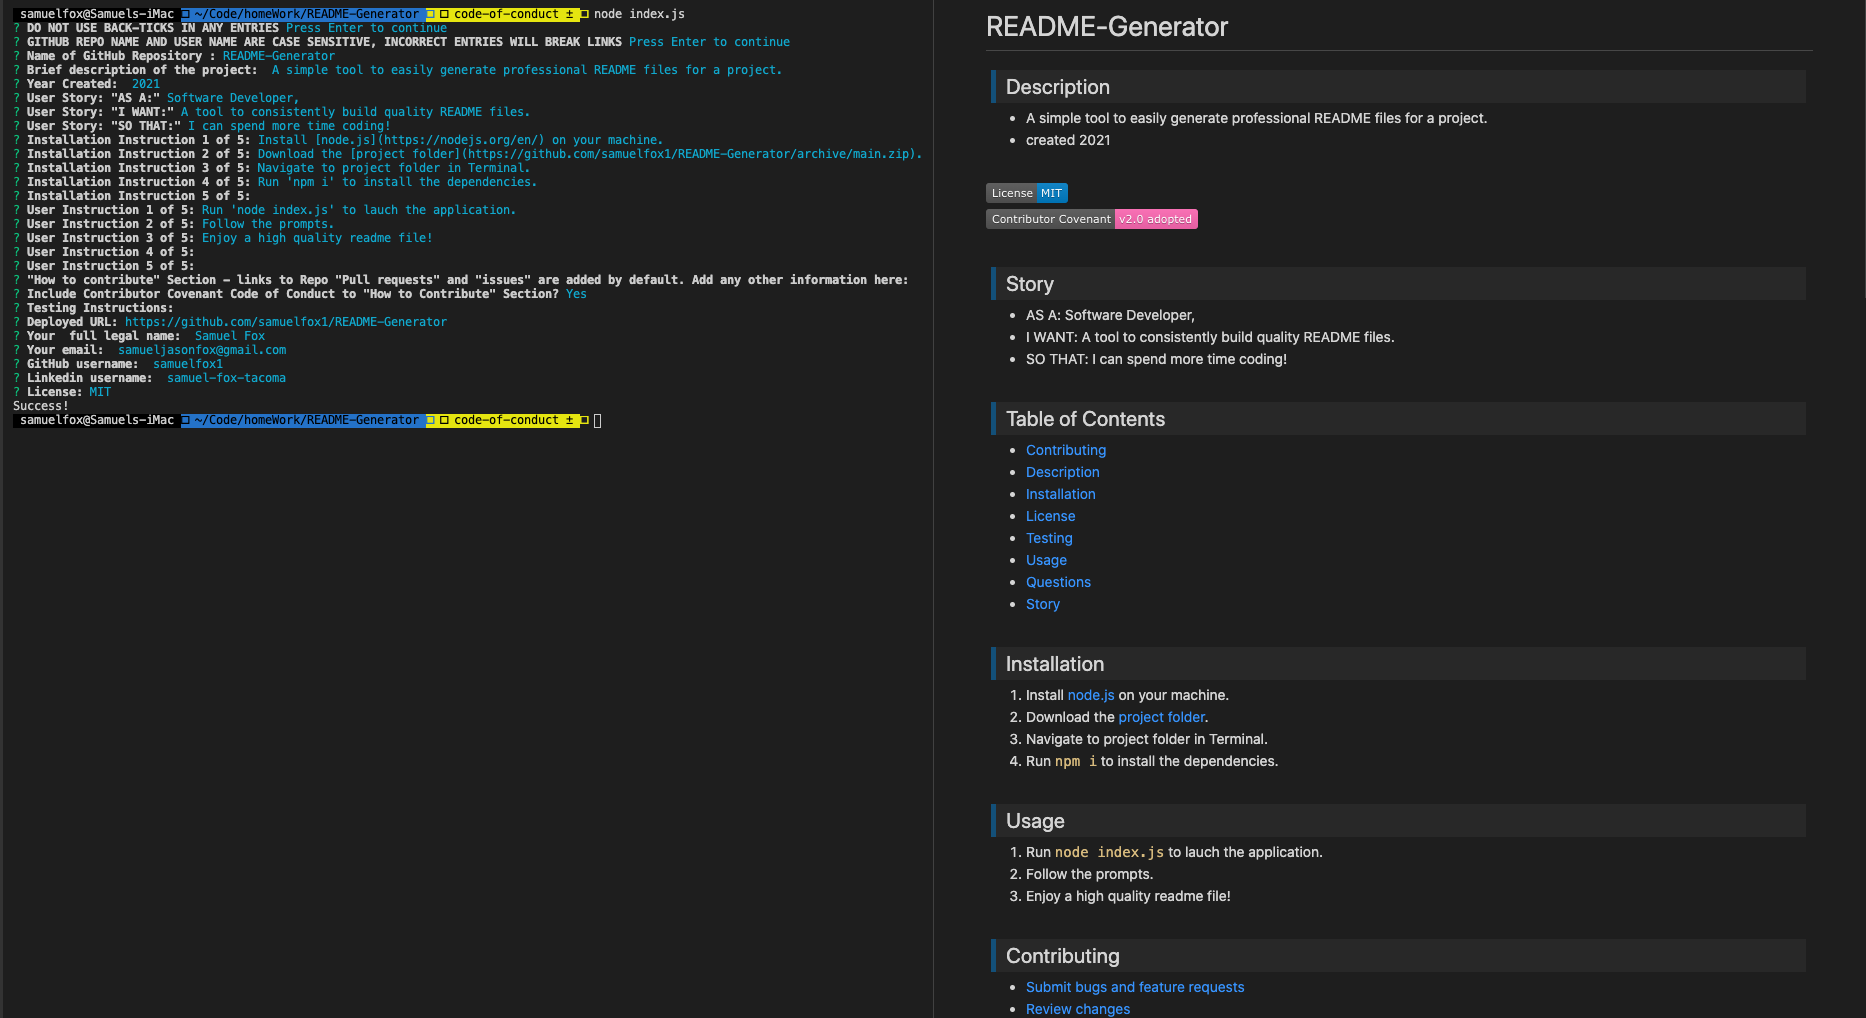 samuelfox@Samuels-iMac ~/Code/homeWork/README-Generator code-of-conduct ± node index.js
? DO NOT USE BACK-TICKS IN ANY ENTRIES Press Enter to continue
? GITHUB REPO NAME AND USER NAME ARE CASE SENSITIVE, INCORRECT ENTRIES WILL BREAK LINKS Press Enter to continue
? Name of GitHub Repository : README-Generator
? Brief description of the project:  A simple tool to easily generate professional README files for a project.
? Year Created:  2021
? User Story: "AS A:" Software Developer,
? User Story: "I WANT:" A tool to consistently build quality README files.
? User Story: "SO THAT:" I can spend more time coding!
? Installation Instruction 1 of 5: Install [node.js](https://nodejs.org/en/) on your machine.
? Installation Instruction 2 of 5: Download the [project folder](https://github.com/samuelfox1/README-Generator/archive/main.zip).
? Installation Instruction 3 of 5: Navigate to project folder in Terminal.
? Installation Instruction 4 of 5: Run 'npm i' to install the dependencies.
? Installation Instruction 5 of 5:
? User Instruction 1 of 5: Run 'node index.js' to lauch the application.
? User Instruction 2 of 5: Follow the prompts.
? User Instruction 3 of 5: Enjoy a high quality readme file!
? User Instruction 4 of 5:
? User Instruction 5 of 5:
? "How to contribute" Section - links to Repo "Pull requests" and "issues" are added by default. Add any other information here:
? Include Contributor Covenant Code of Conduct to "How to Contribute" Section? Yes
? Testing Instructions:
? Deployed URL: https://github.com/samuelfox1/README-Generator
? Your  full legal name:  Samuel Fox
? Your email:  samueljasonfox@gmail.com
? GitHub username:  samuelfox1
? Linkedin username:  samuel-fox-tacoma
? License: MIT
Success!
samuelfox@Samuels-iMac ~/Code/homeWork/README-Generator code-of-conduct ±
README-Generator
Description
• A simple tool to easily generate professional README files for a project.
• created 2021
License MIT
Contributor Covenant v2.0 adopted
Story
• AS A: Software Developer,
• I WANT: A tool to consistently build quality README files.
• SO THAT: I can spend more time coding!
Table of Contents
• Contributing
• Description
• Installation
• License
• Testing
• Usage
• Questions
• Story
Installation
1. Install node.js on your machine.
2. Download the project folder.
3. Navigate to project folder in Terminal.
4. Run npm i to install the dependencies.
Usage
1. Run node index.js to lauch the application.
2. Follow the prompts.
3. Enjoy a high quality readme file!
Contributing
• Submit bugs and feature requests
• Review changes